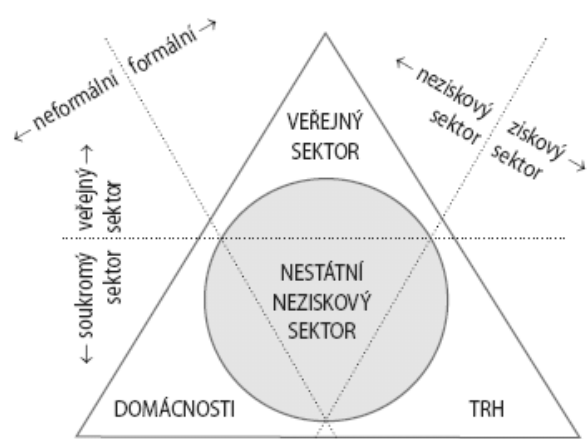 ← neformální formální →
← neziskový ziskový →
sektor sektor
VEŘEJNÝ
SEKTOR
← soukromý veřejný →
sektor sektor
NESTÁTNÍ
NEZISKOVÝ
SEKTOR
DOMÁCNOSTI
TRH